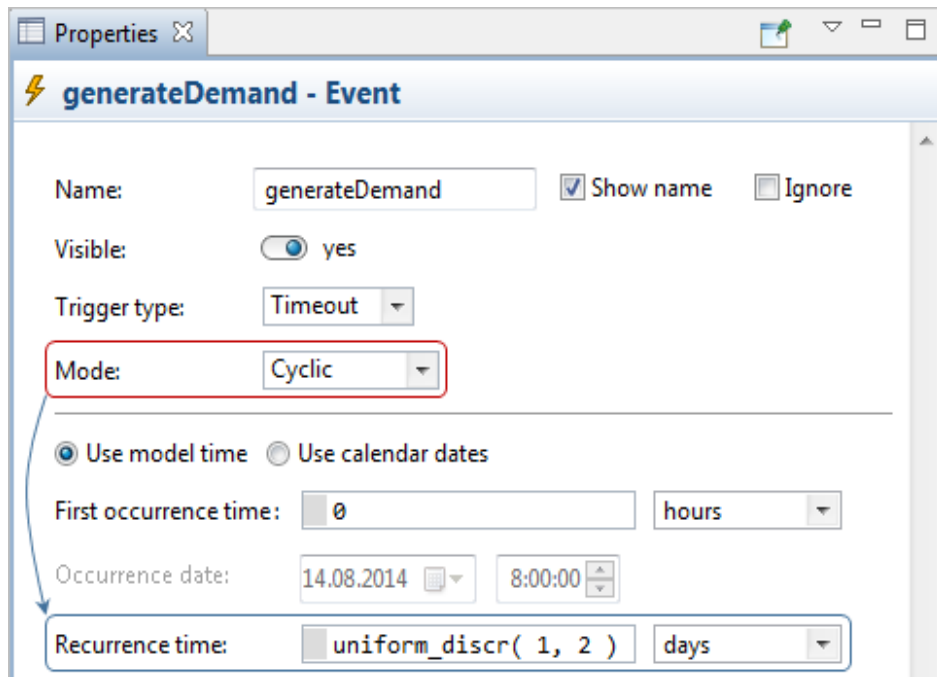 Properties
generateDemand - Event
Name: generateDemand Show name Ignore
Visible: yes
Trigger type: Timeout
Mode: Cyclic
Use model time Use calendar dates
First occurrence time: 0 hours
Occurrence date: 14.08.2014 8:00:00
Recurrence time: uniform_discr( 1, 2 ) days